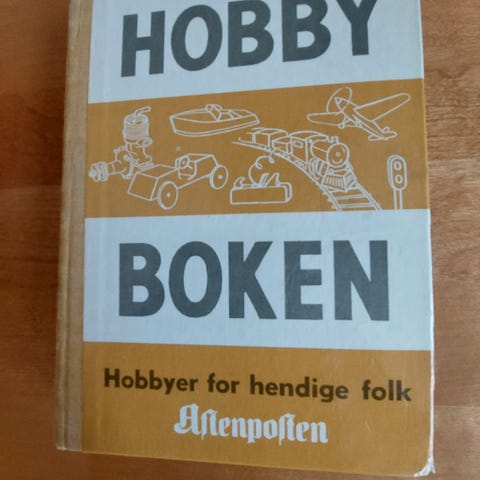 HOBBY
BOKEN
Hobbyer for hendige folk
Aftenposten